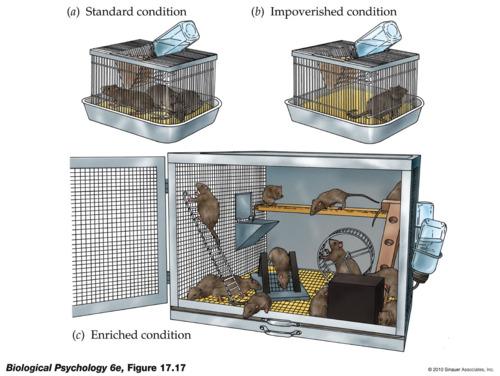 (a) Standard condition
(b) Impoverished condition
(c) Enriched condition
Biological Psychology 6e, Figure 17.17
© 2010 Sinauer Associates, Inc.